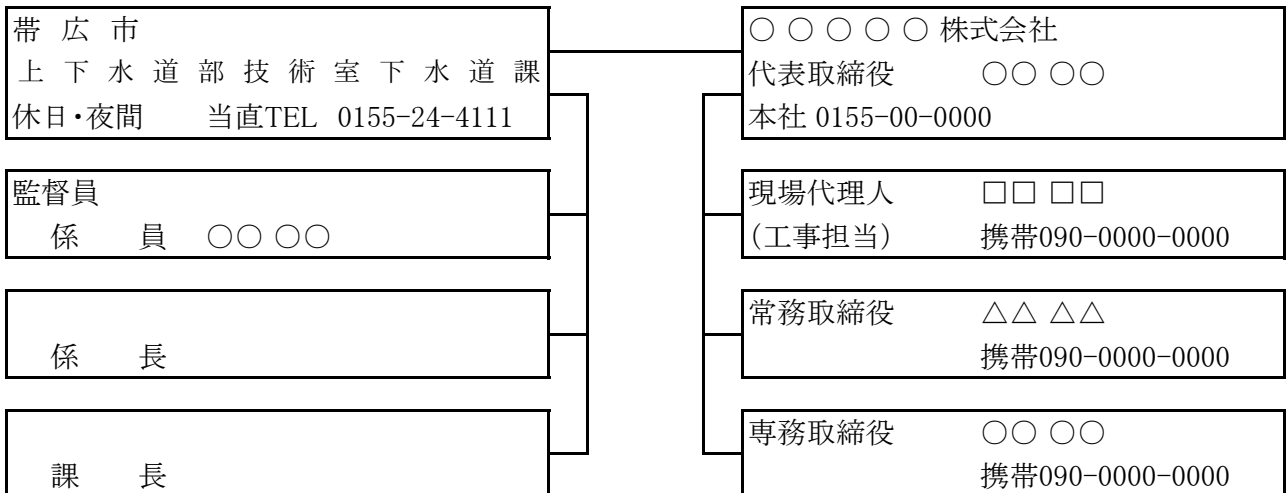 帯 広 市
上 下 水 道 部 技 術 室 下 水 道 課
休日・夜間 当直TEL 0155-24-4111
監督員
係 員 ○○ ○○
係 長
課 長
○ ○ ○ ○ ○ 株式会社
代表取締役 ○○ ○○
本社 0155-00-0000
現場代理人 □□ □□
(工事担当) 携帯090-0000-0000
常務取締役 △△ △△
携帯090-0000-0000
専務取締役 ○○ ○○
携帯090-0000-0000